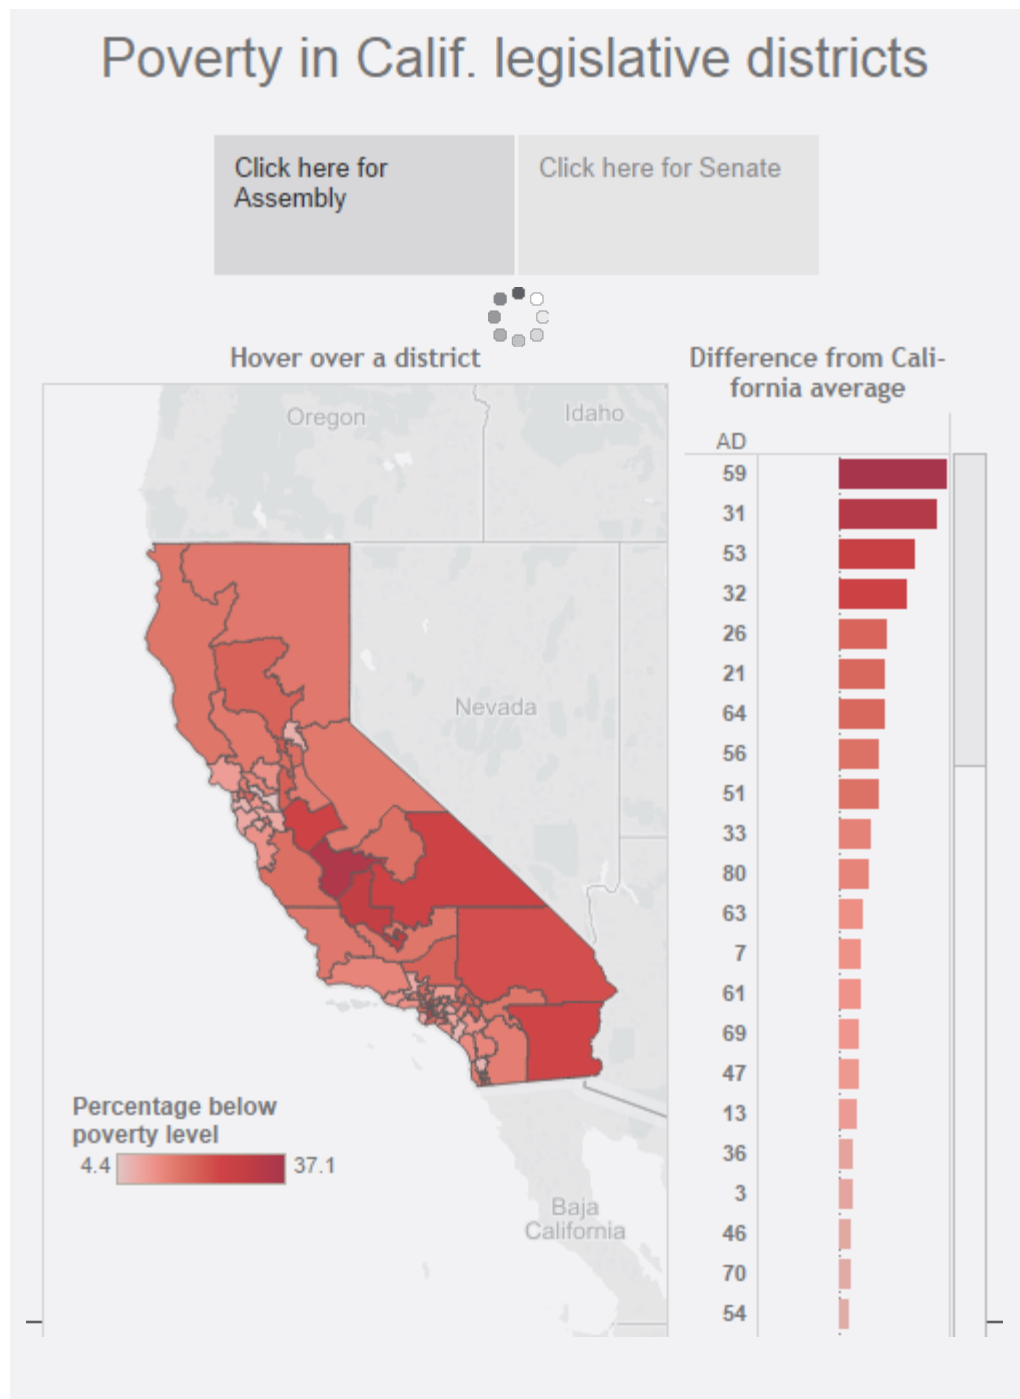 Poverty in Calif. legislative districts
Click here for
Assembly
Click here for Senate
Hover over a district
Difference from Cali-
fornia average
Oregon
Idaho
Nevada
Baja
California
Percentage below
poverty level
4.4
37.1
AD
59
31
53
32
26
21
64
56
51
33
80
63
7
61
69
47
13
36
3
46
70
54